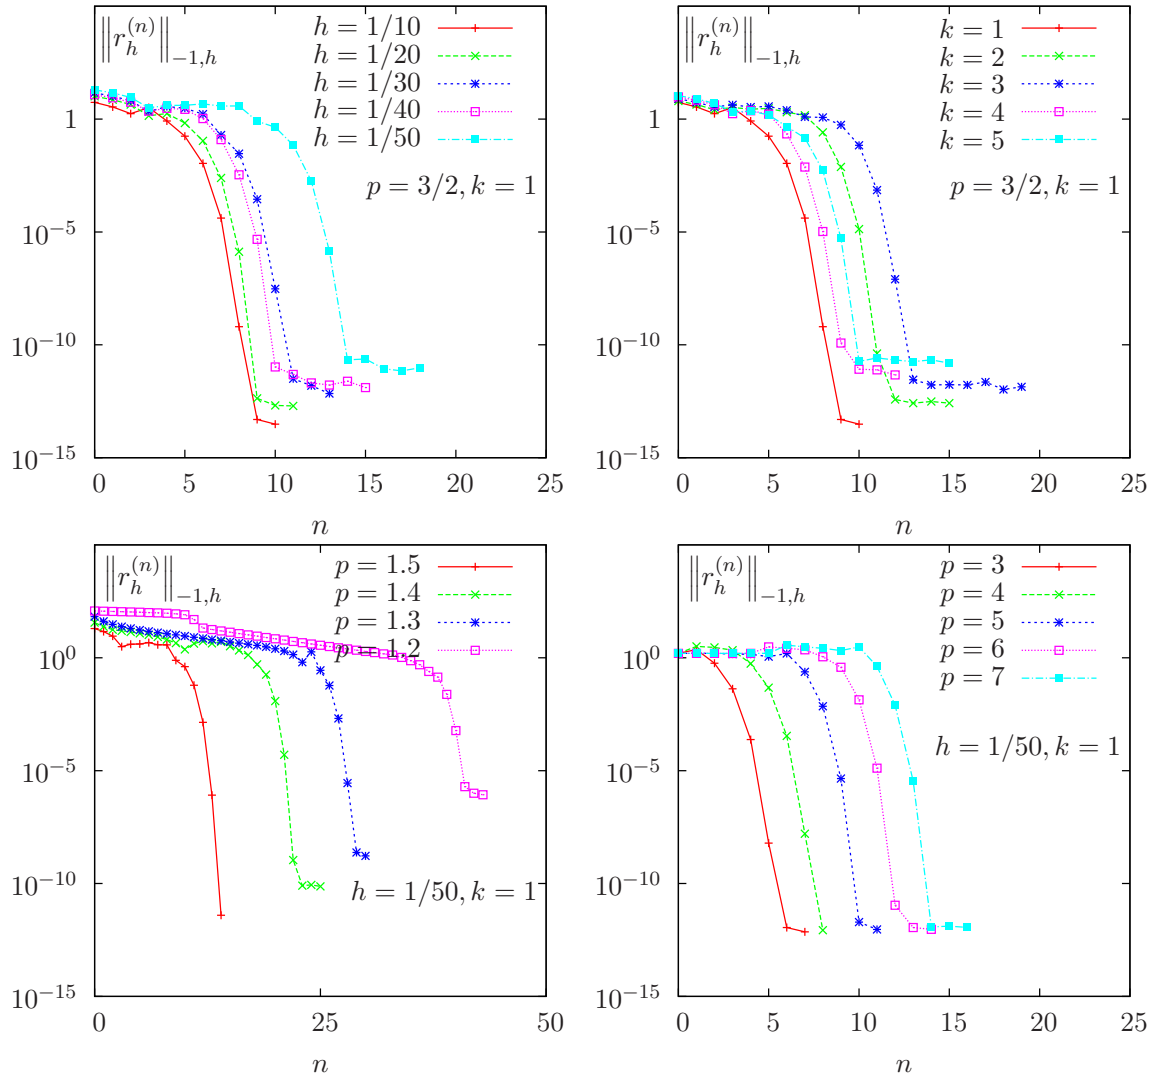 ‖r_h^{(n)}‖_{-1,h}
h = 1/10
h = 1/20
h = 1/30
h = 1/40
h = 1/50
p = 3/2, k = 1
1
10^{-5}
10^{-10}
10^{-15}
0 5 10 15 20 25
n
‖r_h^{(n)}‖_{-1,h}
k = 1
k = 2
k = 3
k = 4
k = 5
p = 3/2, k = 1
1
10^{-5}
10^{-10}
10^{-15}
0 5 10 15 20 25
n
‖r_h^{(n)}‖_{-1,h}
p = 1.5
p = 1.4
p = 1.3
p = 1.2
h = 1/50, k = 1
10^{0}
10^{-5}
10^{-10}
10^{-15}
0 25 50
n
‖r_h^{(n)}‖_{-1,h}
p = 3
p = 4
p = 5
p = 6
p = 7
h = 1/50, k = 1
10^{0}
10^{-5}
10^{-10}
10^{-15}
0 5 10 15 20 25
n